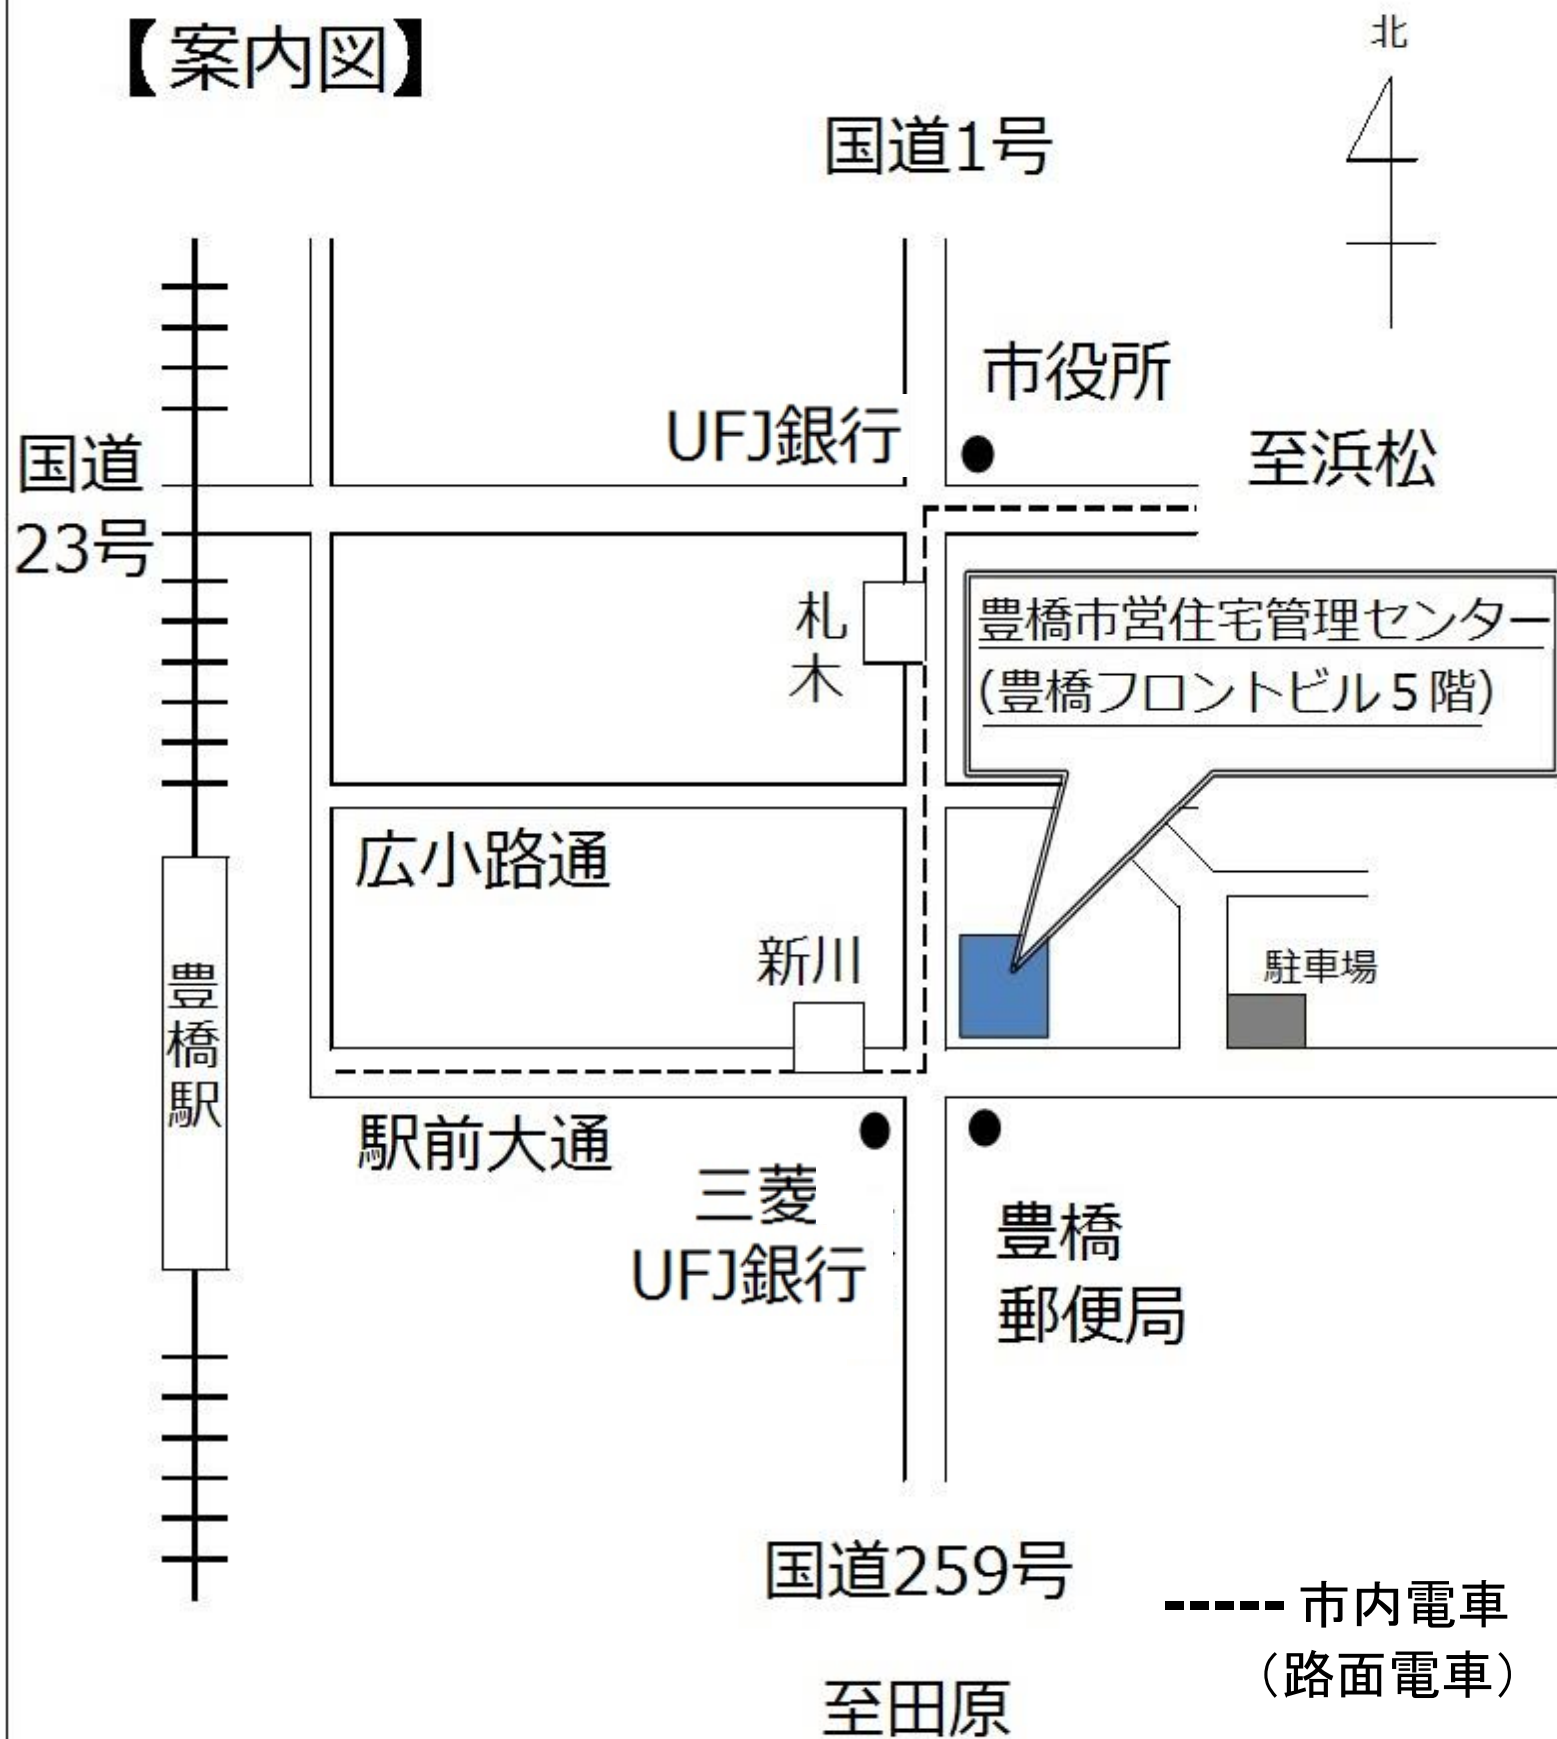 【案内図】
北
国道1号
市役所
UFJ銀行
至浜松
国道
23号
札
木
豊橋市営住宅管理センター
(豊橋フロントビル5階)
広小路通
新川
駐車場
豊橋駅
駅前大通
三菱
UFJ銀行
豊橋
郵便局
国道259号
市内電車
(路面電車)
至田原